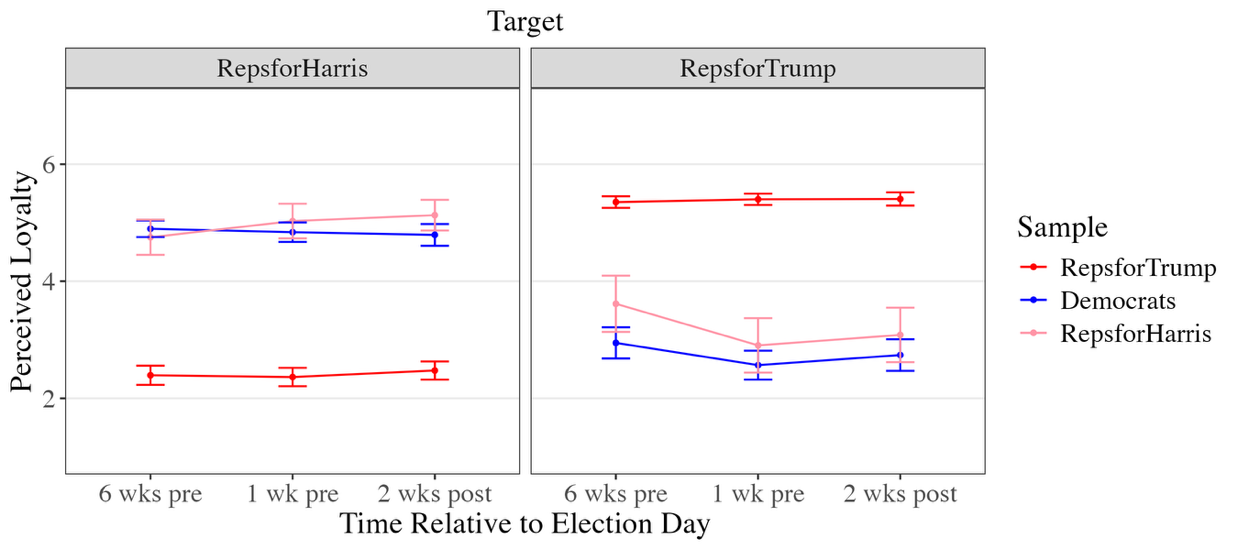 Target
RepsforHarris
RepsforTrump
Perceived Loyalty
6
4
2
6 wks pre
1 wk pre
2 wks post
6 wks pre
1 wk pre
2 wks post
Time Relative to Election Day
Sample
RepsforTrump
Democrats
RepsforHarris